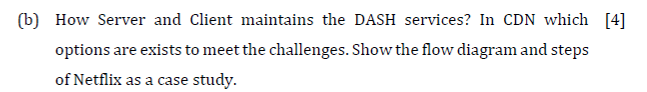 (b) How Server and Client maintains the DASH services? In CDN which [4]
options are exists to meet the challenges. Show the flow diagram and steps
of Netflix as a case study.